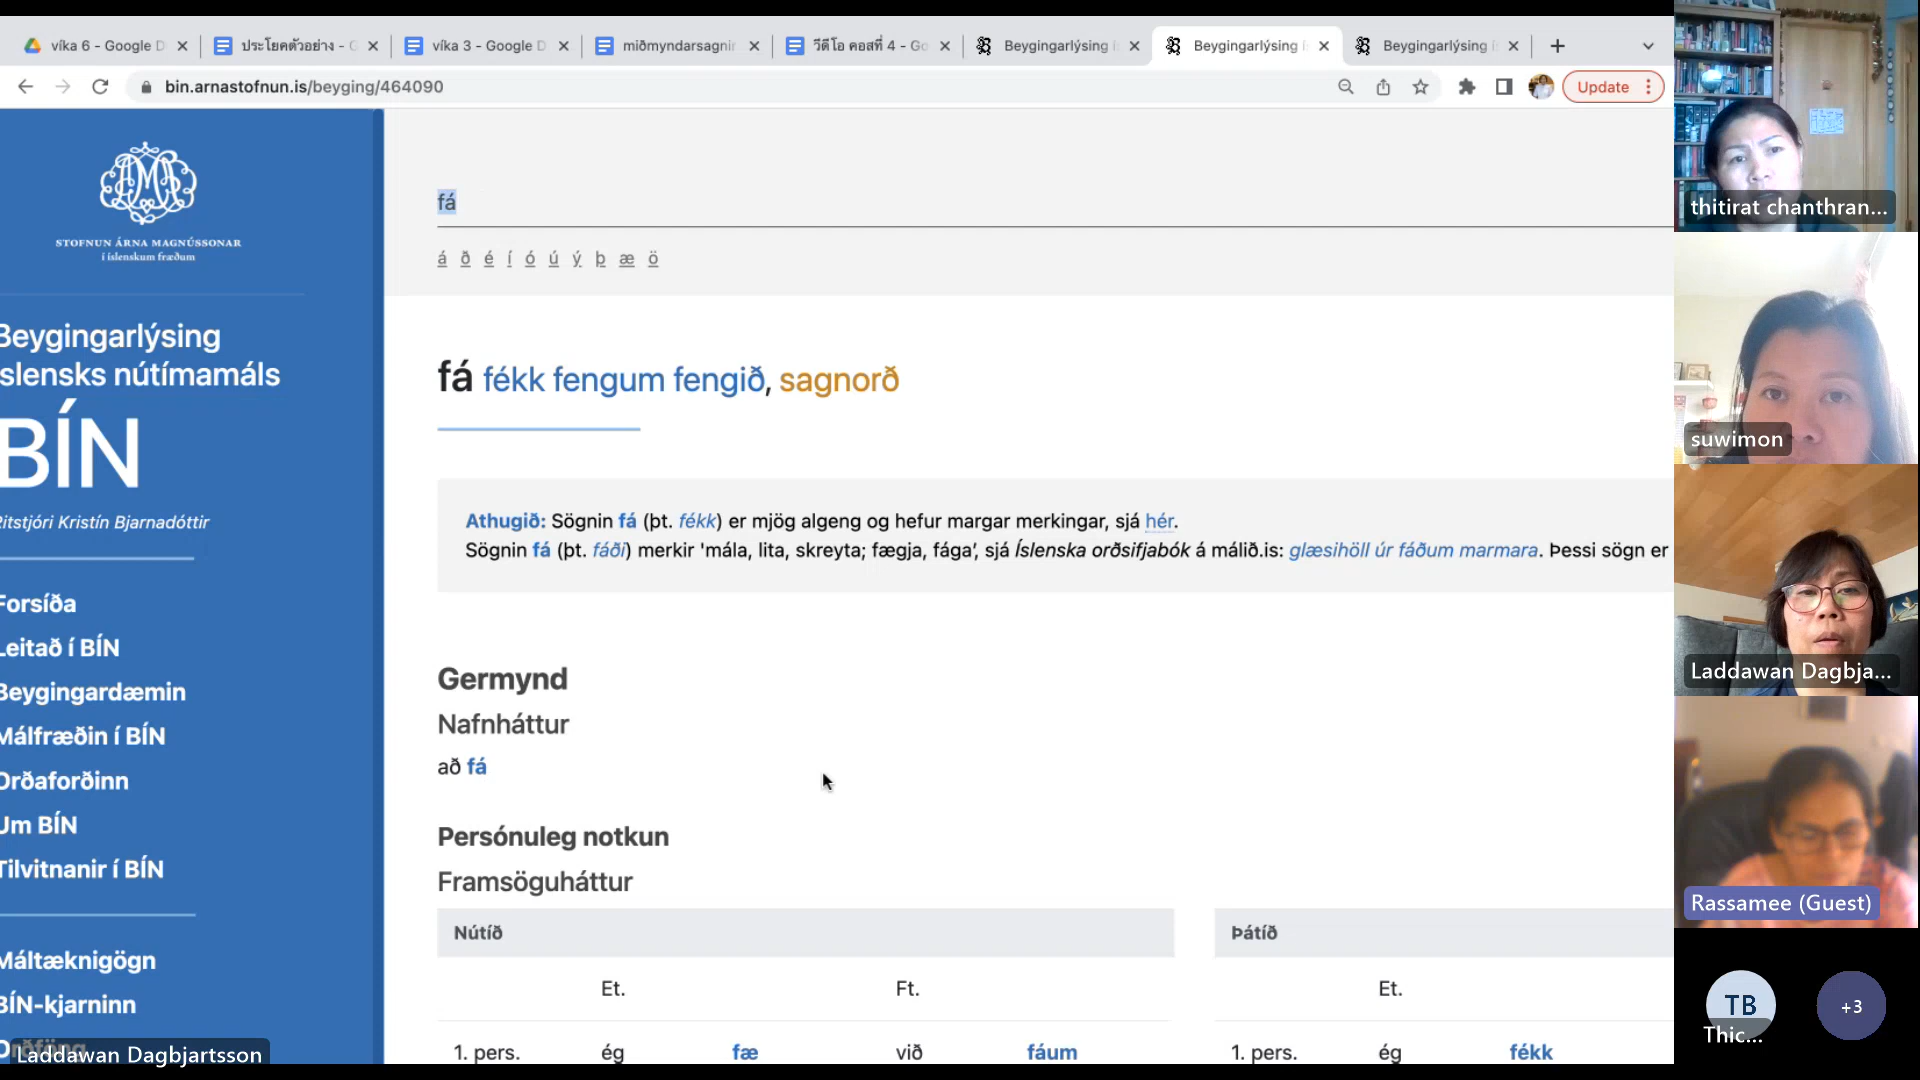 víka 6 - Google D
ประโยคตัวอย่าง - G
víka 3 - Google D
miðmyndarsagnir
วีดีโอ คอสที่ 4 - Go
Beygingarlýsing í
Beygingarlýsing í
Beygingarlýsing í
bin.arnastofnun.is/beyging/464090
Update
STOFNUN ÁRNA MAGNÚSSONAR
í íslenskum fræðum
Beygingarlýsing
íslensks nútímamáls
BÍN
Ritstjóri Kristín Bjarnadóttir
Forsíða
Leitað í BÍN
Beygingardæmin
Málfræðin í BÍN
Orðaforðinn
Um BÍN
Tilvitnanir í BÍN
Máltæknigögn
BÍN-kjarninn
Laddawan Dagbjartsson
fá
á ð é í ó ú ý þ æ ö
fá fékk fengum fengið, sagnorð
Athugið: Sögnin fá (þt. fékk) er mjög algeng og hefur margar merkingar, sjá hér.
Sögnin fá (þt. fáði) merkir 'mála, lita, skreyta; fægja, fága', sjá Íslenska orðsifjabók á málið.is: glæsihöll úr fáðum marmara. Þessi sögn er
Germynd
Nafnháttur
að fá
Persónuleg notkun
Framsöguháttur
Nútíð
Þátíð
Et. Ft. Et.
1. pers. ég fæ við fáum 1. pers. ég fékk
thitirat chanthran...
suwimon
Laddawan Dagbja...
Rassamee (Guest)
TB
Thic...
+3